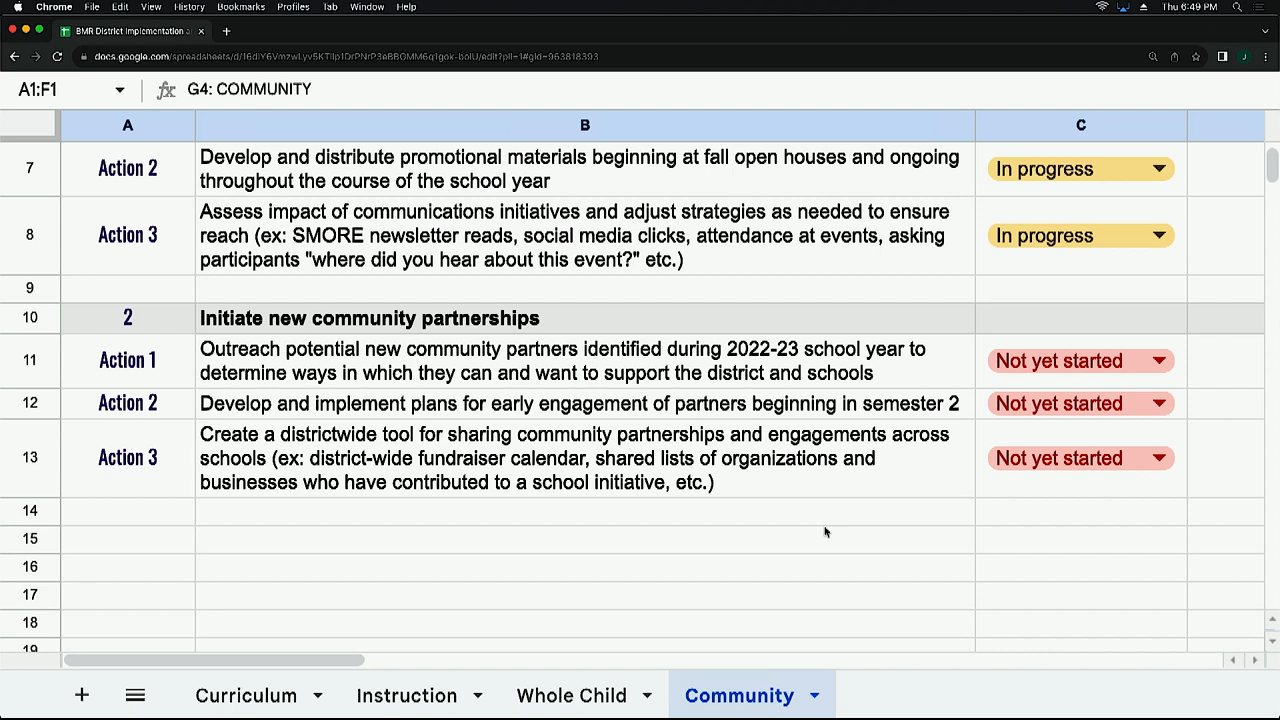 Chrome File Edit View History Bookmarks Profiles Tab Window Help Thu 6:49 PM
BMR District Implementation
A1:F1 fx G4: COMMUNITY
A B C
7 Action 2 Develop and distribute promotional materials beginning at fall open houses and ongoing In progress
throughout the course of the school year
8 Action 3 Assess impact of communications initiatives and adjust strategies as needed to ensure In progress
reach (ex: SMORE newsletter reads, social media clicks, attendance at events, asking
participants "where did you hear about this event?" etc.)
9
10 2 Initiate new community partnerships
11 Action 1 Outreach potential new community partners identified during 2022-23 school year to Not yet started
determine ways in which they can and want to support the district and schools
12 Action 2 Develop and implement plans for early engagement of partners beginning in semester 2 Not yet started
13 Action 3 Create a districtwide tool for sharing community partnerships and engagements across Not yet started
schools (ex: district-wide fundraiser calendar, shared lists of organizations and
businesses who have contributed to a school initiative, etc.)
14
15
16
17
18
19
Curriculum Instruction Whole Child Community